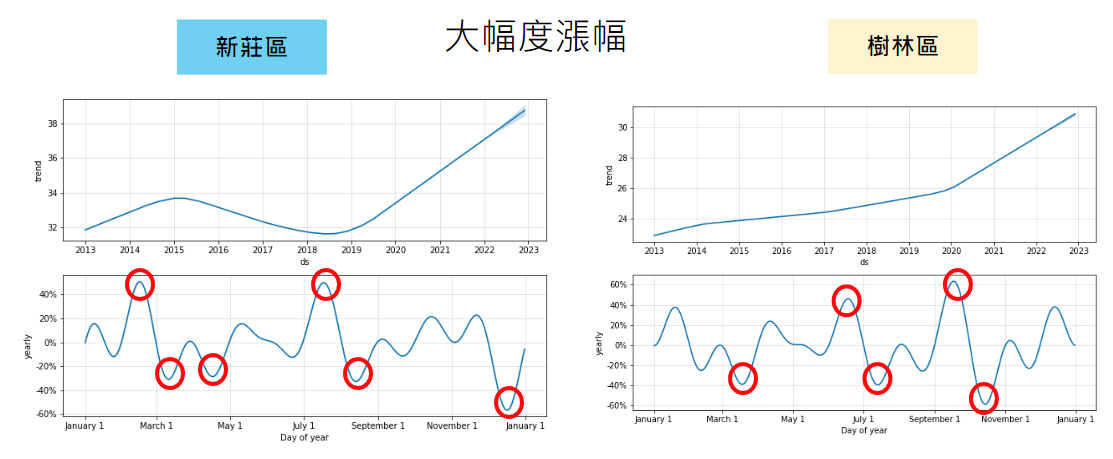 新莊區
大幅度漲幅
樹林區
38
36
34
32
trend
2013
2014
2015
2016
2017
2018
2019
2020
2021
2022
2023
ds
30
28
26
24
trend
2013
2014
2015
2016
2017
2018
2019
2020
2021
2022
2023
ds
40%
20%
0%
-20%
-40%
-60%
yearly
January 1
March 1
May 1
July 1
September 1
November 1
January 1
Day of year
60%
40%
20%
0%
-20%
-40%
-60%
yearly
January 1
March 1
May 1
July 1
September 1
November 1
January 1
Day of year